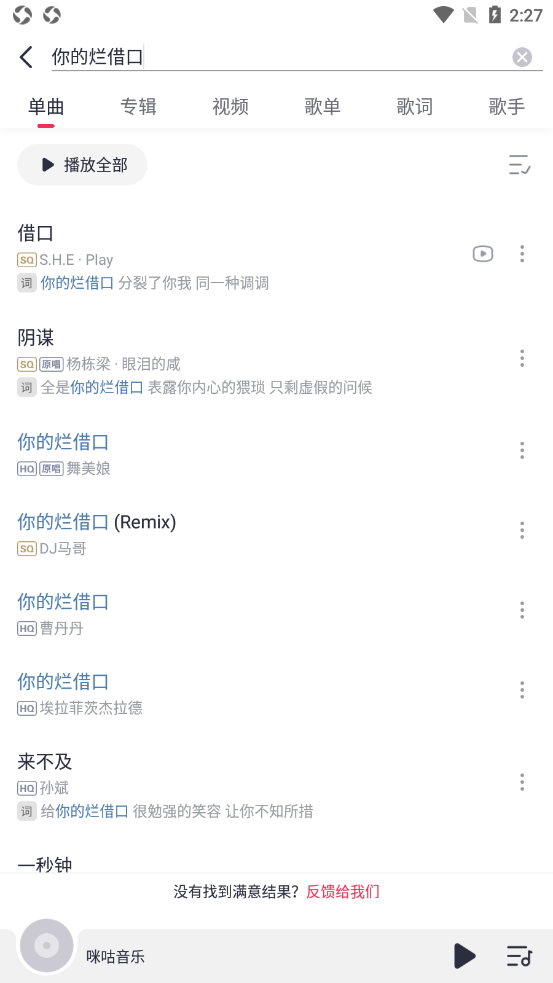 2:27
你的烂借口
单曲 专辑 视频 歌单 歌词 歌手
播放全部
借口
SQ S.H.E · Play
词 你的烂借口 分裂了你我 同一种调调
阴谋
SQ 原唱 杨栋梁 · 眼泪的咸
词 全是你的烂借口 表露你内心的猥琐 只剩虚假的问候
你的烂借口
HQ 原唱 舞美娘
你的烂借口 (Remix)
SQ DJ马哥
你的烂借口
HQ 曹丹丹
你的烂借口
HQ 埃拉菲茨杰拉德
来不及
HQ 孙斌
词 给你的烂借口 很勉强的笑容 让你不知所措
一秒钟
没有找到满意结果？反馈给我们
咪咕音乐